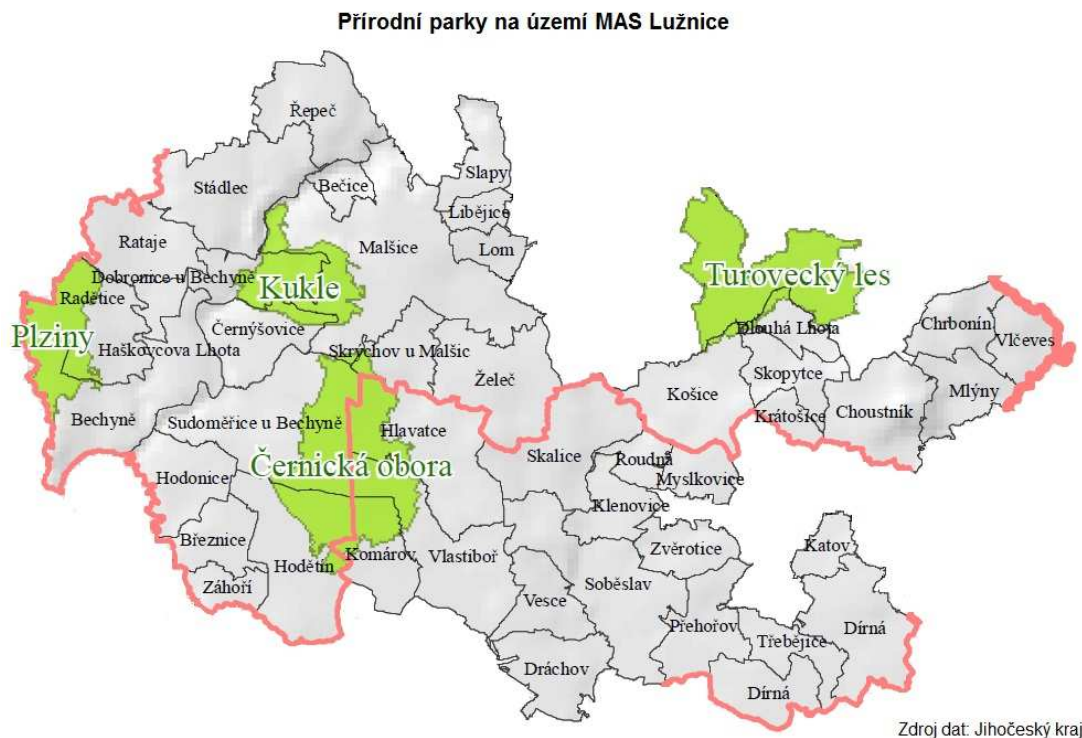 Přírodní parky na území MAS Lužnice
Řepeč
Slapy
Stádlec
Bečice
Libějice
Rataje
Malšice
Lom
Dobronice u Bechyně
Turovecký les
Radětice
Kukle
Plziny
Černýšovice
Dlouhá Lhota
Chrbonín
Vlčeves
Haškovcova Lhota
Skrychov u Malšic
Želeč
Skopytce
Mlýny
Košice
Krátošice
Choustník
Bechyně
Sudoměřice u Bechyně
Hlavatce
Černická obora
Skalice
Roudná
Myslkovice
Hodonice
Klenovice
Březnice
Zvěrotice
Katov
Komárov
Vlastiboř
Hodětín
Soběslav
Záhoří
Vesce
Přehořov
Třebějice
Dírná
Dráchov
Dírná
Zdroj dat: Jihočeský kraj